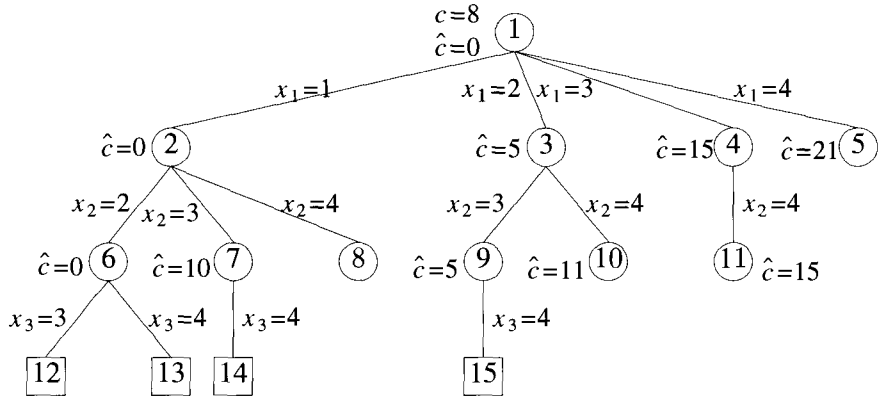 c=8
ĉ=0
1
x₁=1
x₁=2
x₁=3
x₁=4
ĉ=0
2
ĉ=5
3
ĉ=15
4
ĉ=21
5
x₂=2
x₂=3
x₂=4
x₂=3
x₂=4
x₂=4
ĉ=0
6
ĉ=10
7
8
ĉ=5
9
ĉ=11
10
11
ĉ=15
x₃=3
x₃=4
x₃=4
x₃=4
12
13
14
15